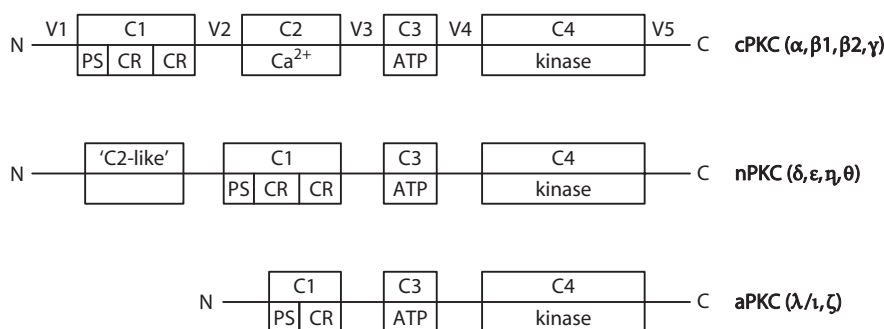 V1 C1 V2 C2 V3 C3 V4 C4 V5
N C cPKC (α,β1,β2,γ)
PS CR CR Ca²⁺ ATP kinase
'C2-like' C1 C3 C4
N C nPKC (δ,ε,η,θ)
PS CR CR ATP kinase
C1 C3 C4
N C aPKC (λ/ι,ζ)
PS CR ATP kinase